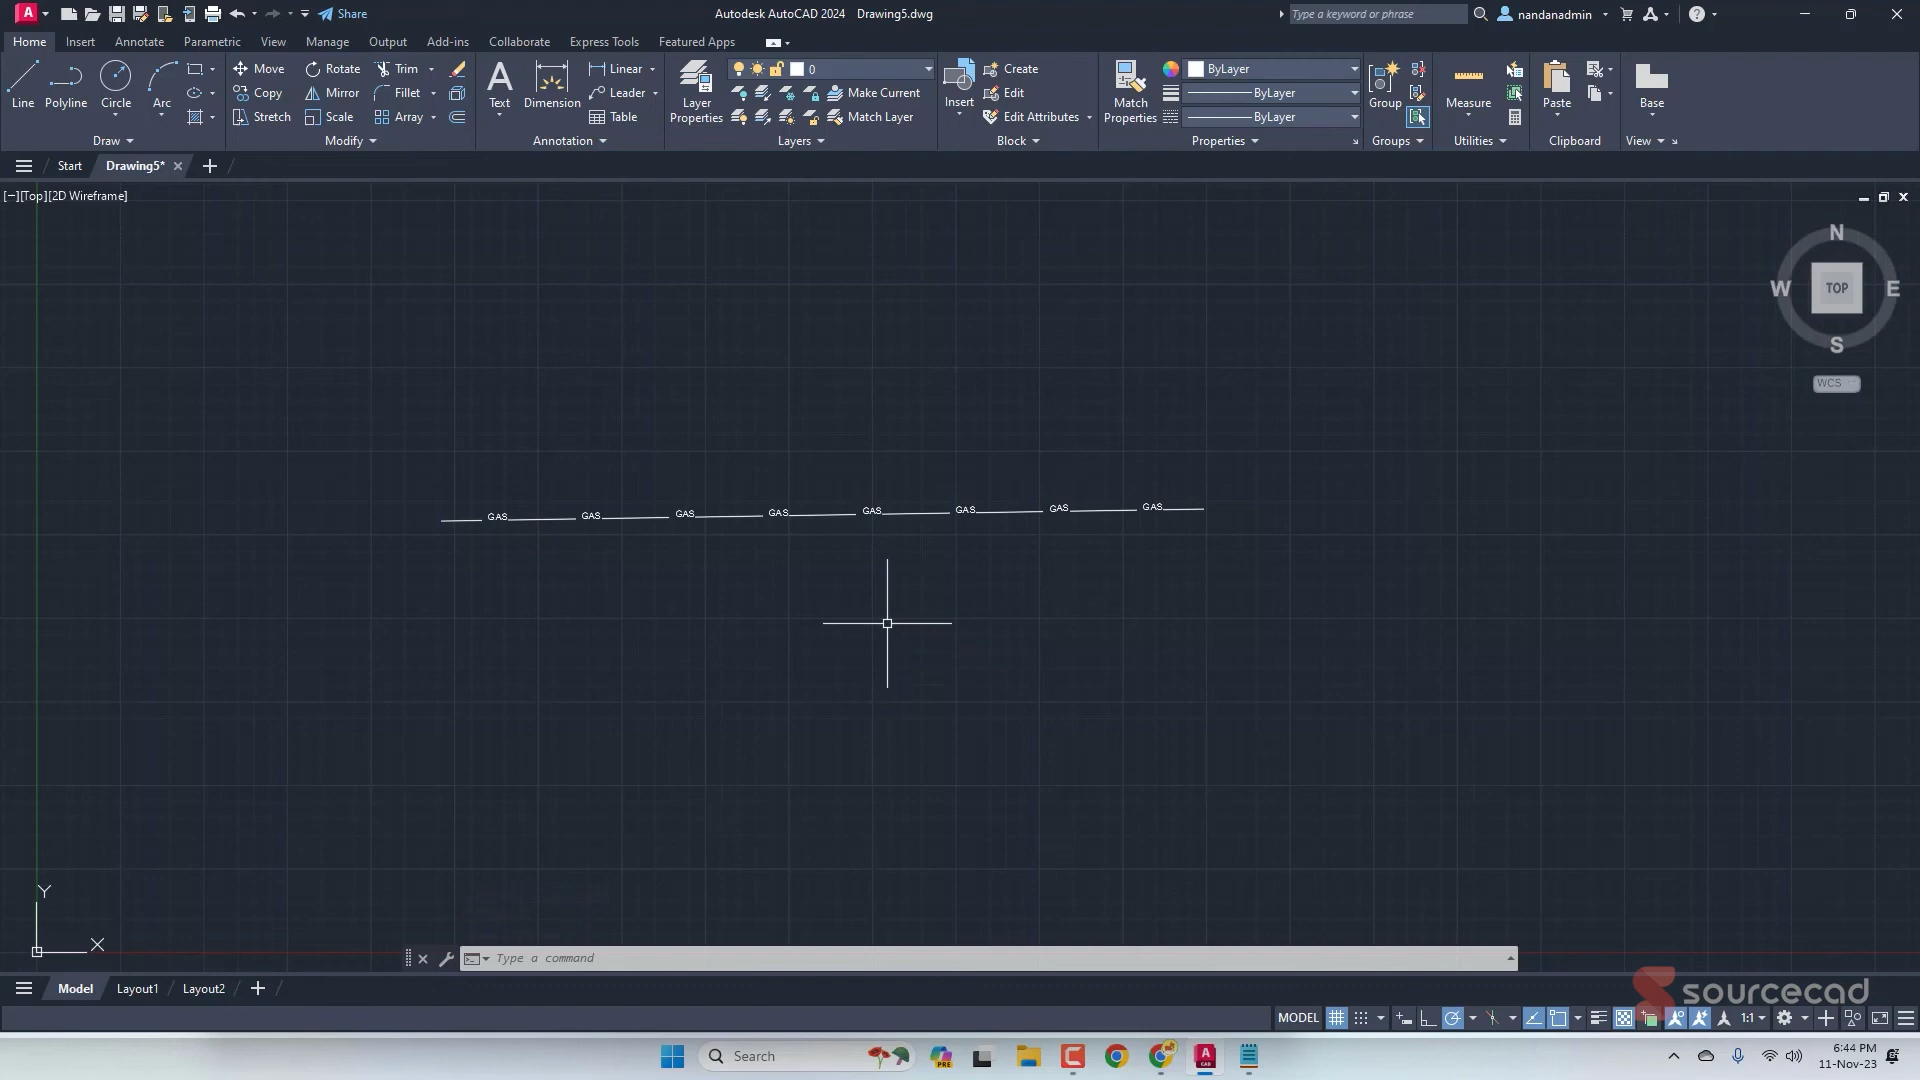 Share
Autodesk AutoCAD 2024 Drawing5.dwg
Type a keyword or phrase
nandanadmin
Home Insert Annotate Parametric View Manage Output Add-ins Collaborate Express Tools Featured Apps
Line Polyline Circle Arc
Draw
Move Rotate Trim
Copy Mirror Fillet
Stretch Scale Array
Modify
Text Dimension
Linear
Leader
Table
Annotation
Layer Properties
0
Make Current
Match Layer
Layers
Insert
Create
Edit
Edit Attributes
Block
Match Properties
ByLayer
ByLayer
ByLayer
Properties
Group
Groups
Measure
Utilities
Paste
Clipboard
Base
View
Start Drawing5*
[−][Top][2D Wireframe]
N
W TOP E
S
WCS
GAS GAS GAS GAS GAS GAS GAS GAS
Y
X
Type a command
Model Layout1 Layout2
sourcecad
MODEL 1:1
Search
PRE
6:44 PM
11-Nov-23